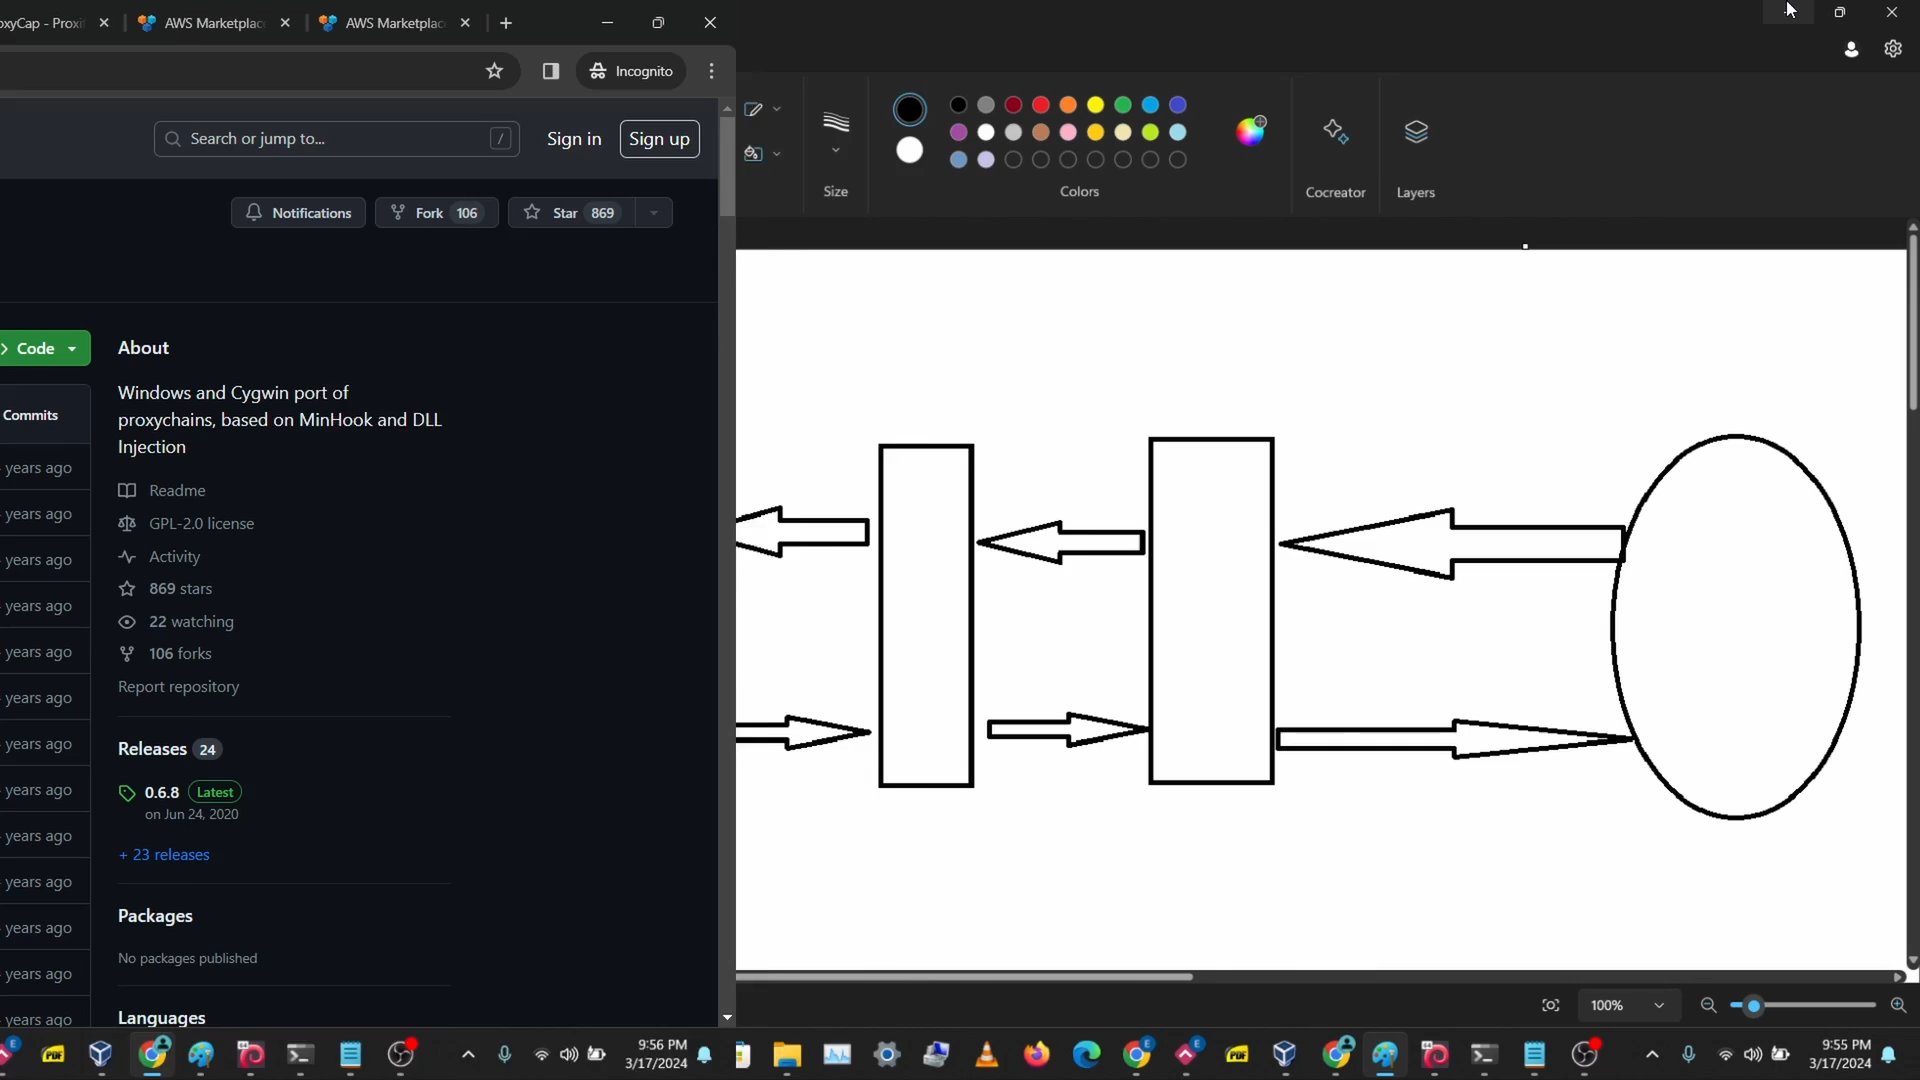 oxyCap - Proxi
AWS Marketplac
AWS Marketplac
Incognito
Search or jump to...
/
Sign in
Sign up
Notifications
Fork 106
Star 869
Code
About
Windows and Cygwin port of
proxychains, based on MinHook and DLL
Injection
Commits
years ago
years ago
years ago
years ago
years ago
years ago
years ago
years ago
years ago
years ago
years ago
years ago
years ago
Readme
GPL-2.0 license
Activity
869 stars
22 watching
106 forks
Report repository
Releases 24
0.6.8 Latest
on Jun 24, 2020
+ 23 releases
Packages
No packages published
Languages
Size
Colors
Cocreator
Layers
100%
E
PDF
9:56 PM
3/17/2024
E
E
PDF
9:55 PM
3/17/2024